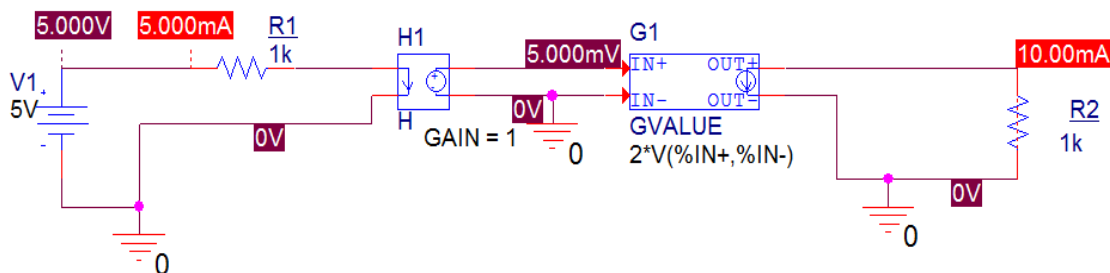 5.000V
5.000mA
R1
1k
H1
5.000mV
G1
10.00mA
V1
5V
IN+ OUT+
IN- OUT-
0V
H
GAIN = 1
0V
0
GVALUE
2*V(%IN+,%IN-)
R2
1k
0V
0
0